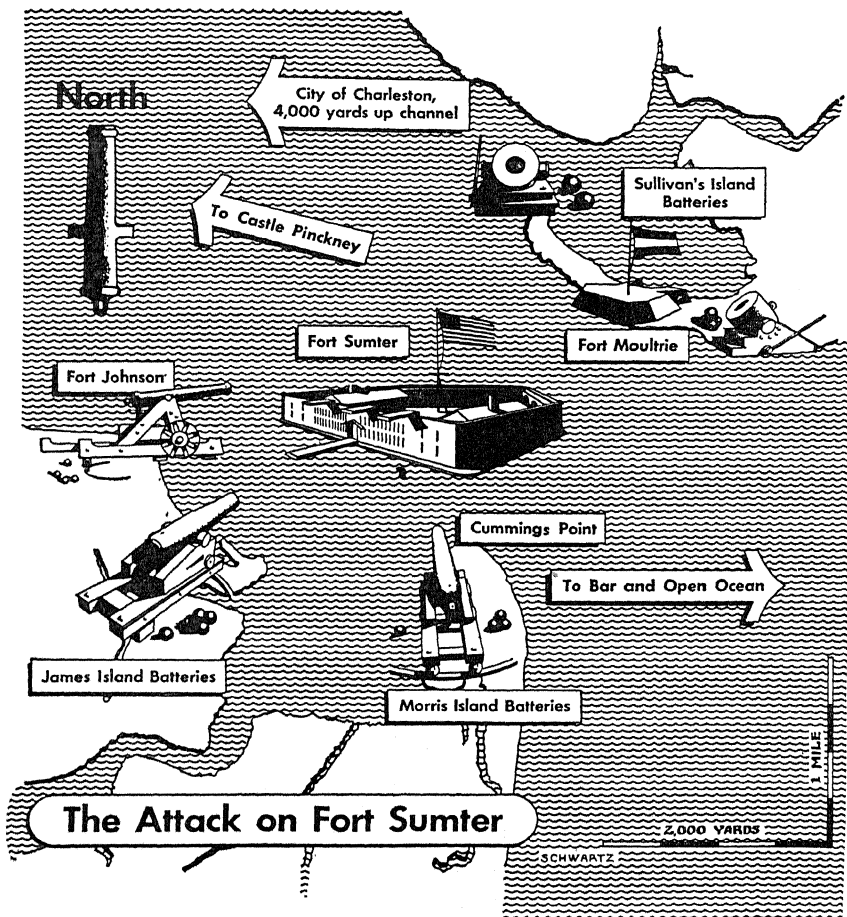 North
City of Charleston,
4,000 yards up channel
To Castle Pinckney
Sullivan's Island
Batteries
Fort Sumter
Fort Moultrie
Fort Johnson
Cummings Point
To Bar and Open Ocean
James Island Batteries
Morris Island Batteries
1 MILE
The Attack on Fort Sumter
2,000 YARDS
SCHWARTZ